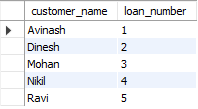 customer_name loan_number
Avinash 1
Dinesh 2
Mohan 3
Nikil 4
Ravi 5